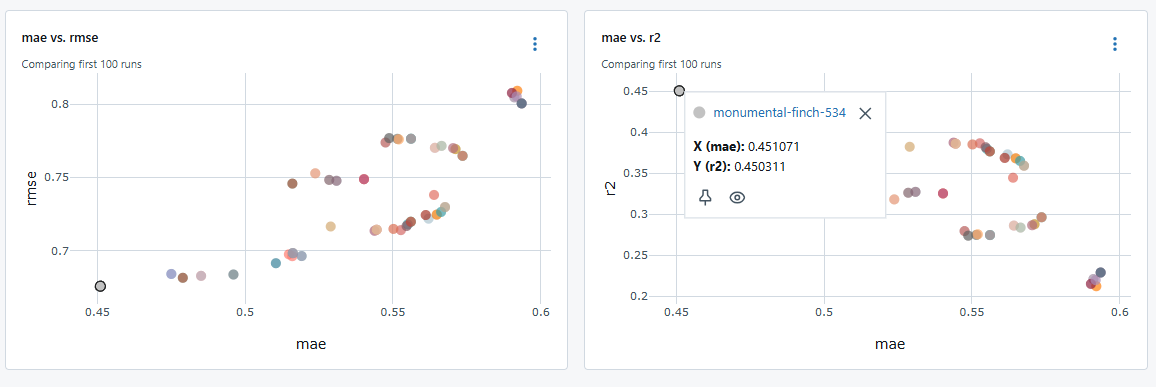 mae vs. rmse
Comparing first 100 runs
0.8
0.75
0.7
rmse
0.45 0.5 0.55 0.6
mae
mae vs. r2
Comparing first 100 runs
0.45
0.4
0.35
0.3
0.25
0.2
r2
monumental-finch-534
X (mae): 0.451071
Y (r2): 0.450311
0.45 0.5 0.55 0.6
mae